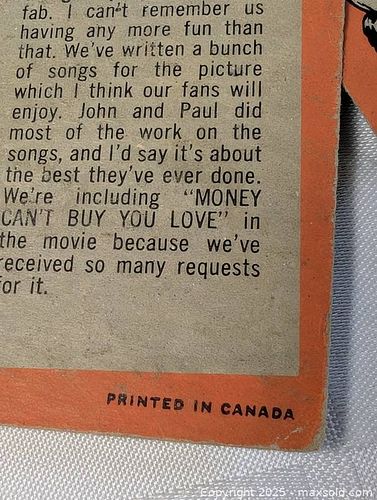 fab. I can't remember us
having any more fun than
that. We've written a bunch
of songs for the picture
which I think our fans will
enjoy. John and Paul did
most of the work on the
songs, and I'd say it's about
the best they've ever done.
We're including "MONEY
CAN'T BUY YOU LOVE" in
the movie because we've
received so many requests
for it.
PRINTED IN CANADA
Copyright 2025 - maxsold.com